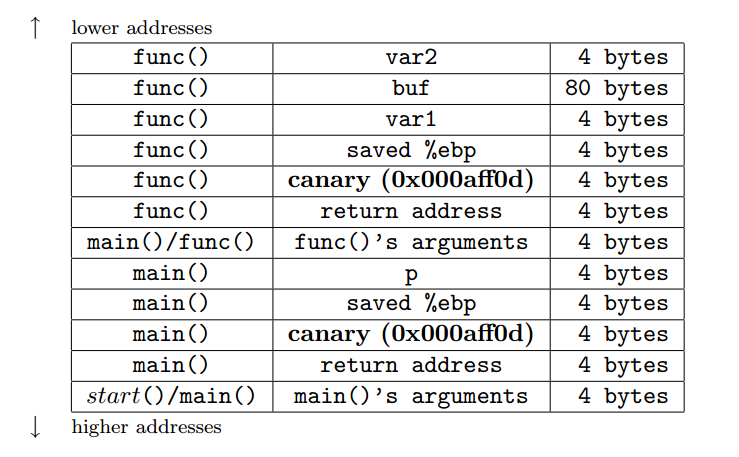 ↑ lower addresses
func() var2 4 bytes
func() buf 80 bytes
func() var1 4 bytes
func() saved %ebp 4 bytes
func() canary (0x000aff0d) 4 bytes
func() return address 4 bytes
main()/func() func()'s arguments 4 bytes
main() p 4 bytes
main() saved %ebp 4 bytes
main() canary (0x000aff0d) 4 bytes
main() return address 4 bytes
start()/main() main()'s arguments 4 bytes
↓ higher addresses